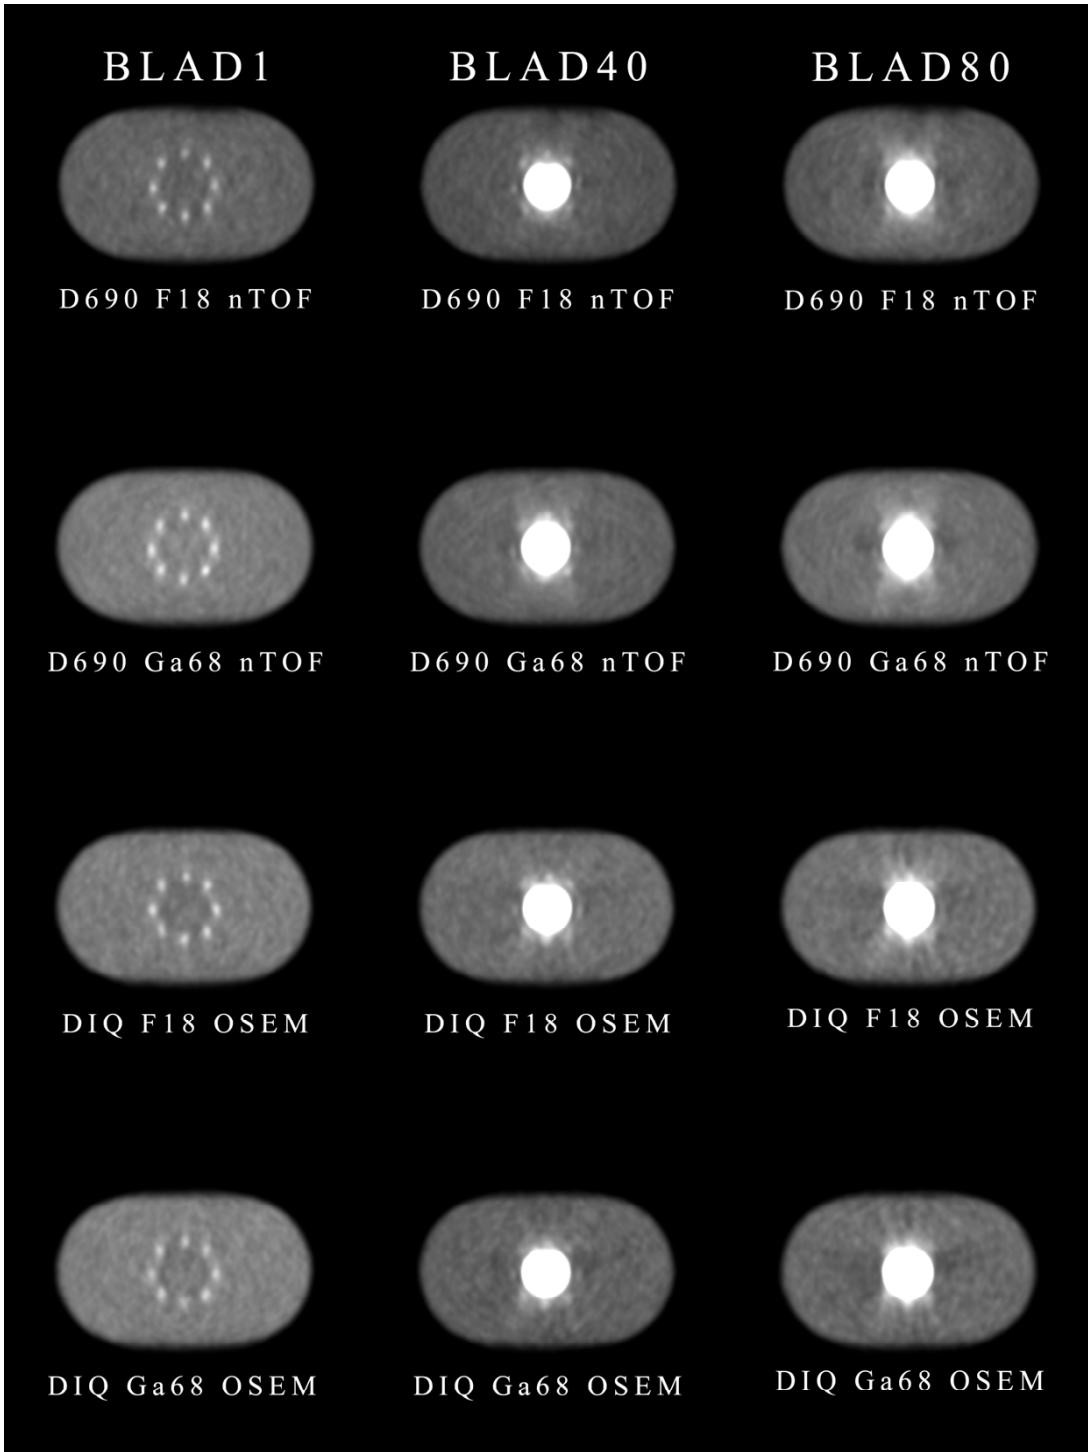 BLAD1 BLAD40 BLAD80
D690 F18 nTOF D690 F18 nTOF D690 F18 nTOF
D690 Ga68 nTOF D690 Ga68 nTOF D690 Ga68 nTOF
DIQ F18 OSEM DIQ F18 OSEM DIQ F18 OSEM
DIQ Ga68 OSEM DIQ Ga68 OSEM DIQ Ga68 OSEM